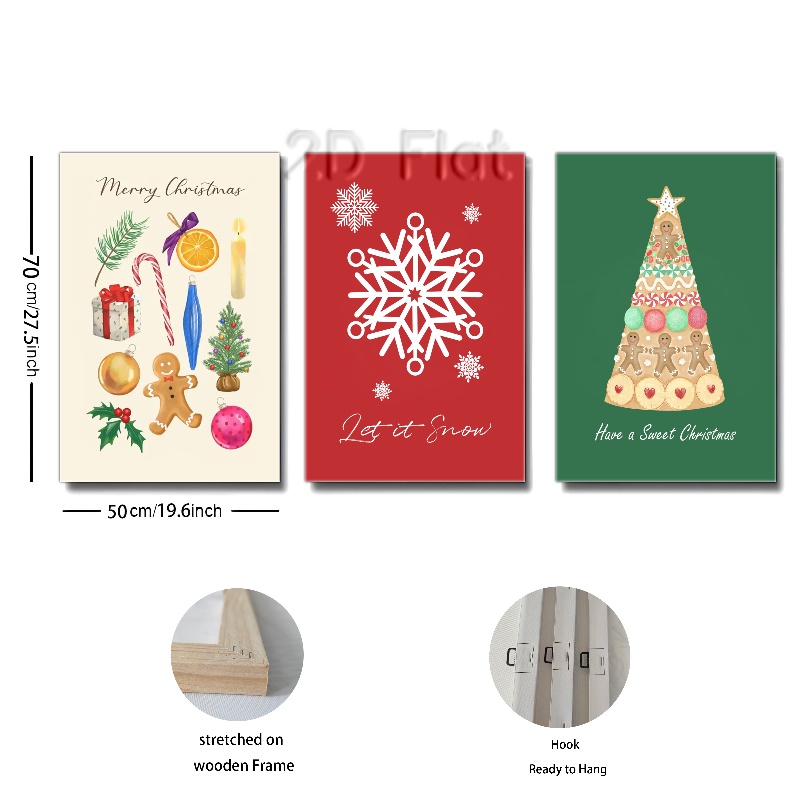 2D Flat
Merry Christmas
Let it Snow
Have a Sweet Christmas
70cm/27.5inch
50cm/19.6inch
stretched on
wooden Frame
Hook
Ready to Hang